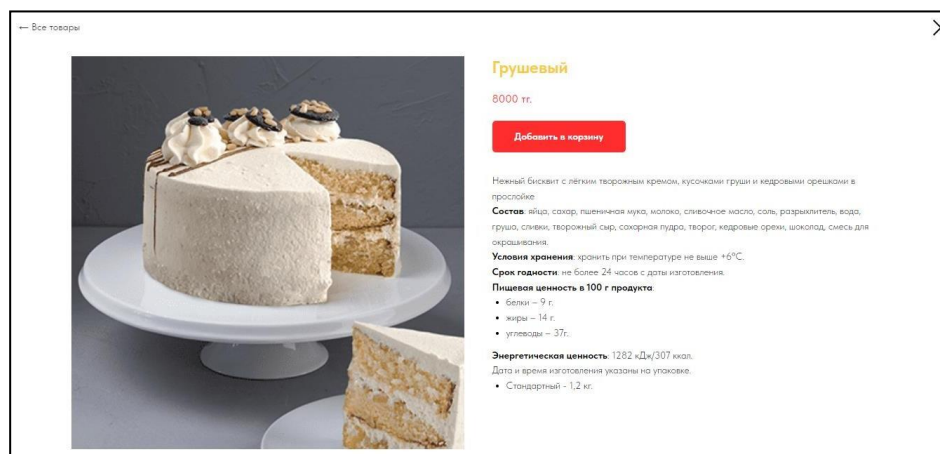 ← Все товары
Грушевый
8000 тг.
Добавить в корзину
Нежный бисквит с лёгким творожным кремом, кусочками груши и кедровыми орешками в
прослойке
Состав: яйца, сахар, пшеничная мука, молоко, сливочное масло, соль, разрыхлитель, вода,
груша, сливки, творожный сыр, сахарная пудра, творог, кедровые орехи, шоколад, смесь для
окрашивания.
Условия хранения: хранить при температуре не выше +6°С.
Срок годности: не более 24 часов с даты изготовления.
Пищевая ценность в 100 г продукта:
• белки – 9 г.
• жиры – 14 г.
• углеводы – 37г.
Энергетическая ценность: 1282 кДж/307 ккал.
Дата и время изготовления указаны на упаковке.
• Стандартный - 1,2 кг.